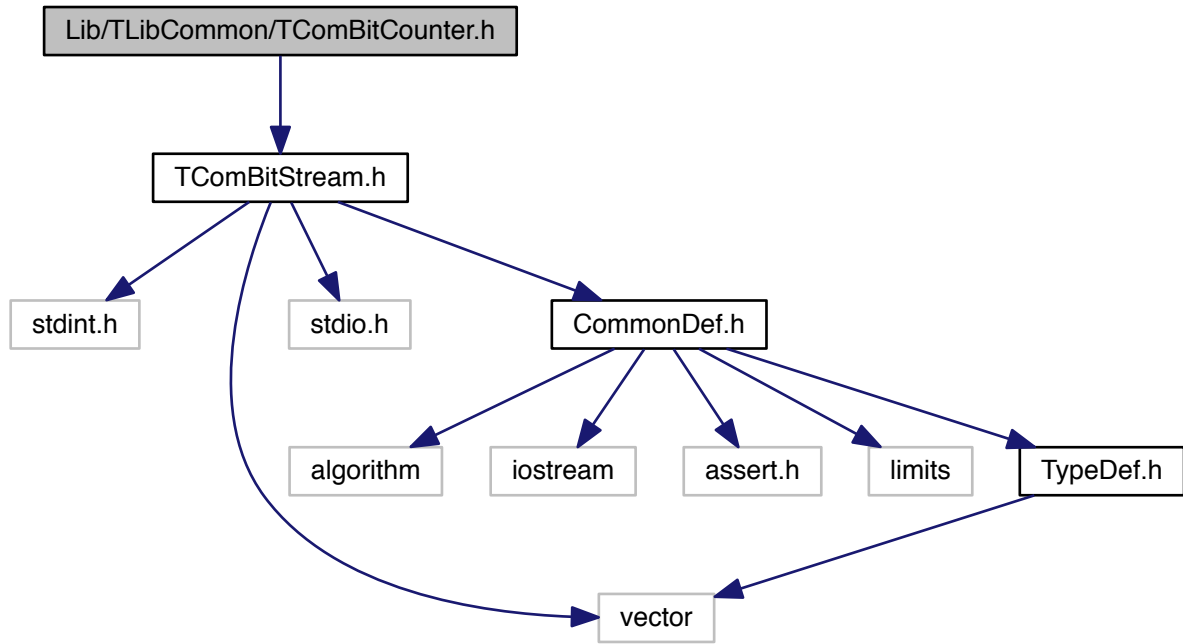 Lib/TLibCommon/TComBitCounter.h
TComBitStream.h
stdint.h
stdio.h
CommonDef.h
algorithm
iostream
assert.h
limits
TypeDef.h
vector